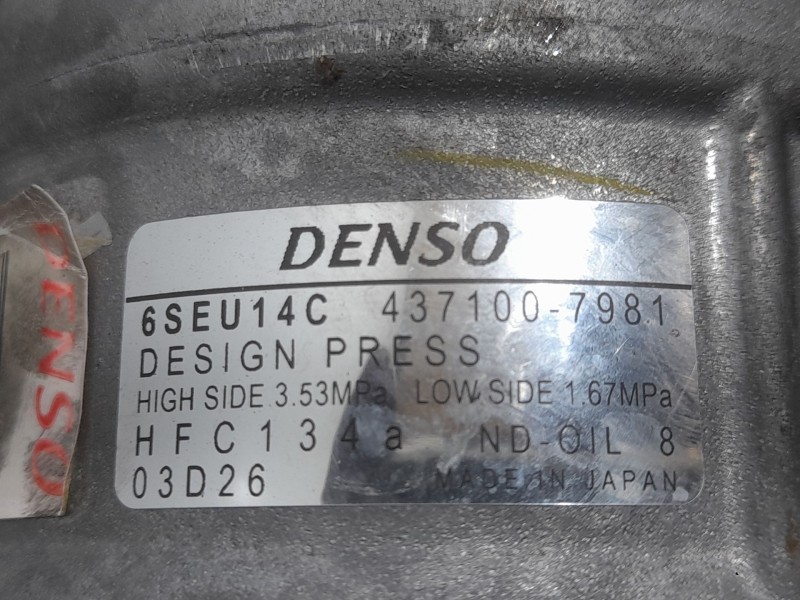 DENSO
DENSO
6SEU14C 437100-7981
DESIGN PRESS
HIGH SIDE 3.53MPa LOW SIDE 1.67MPa
HFC134a ND-OIL 8
03D26 MADE IN JAPAN